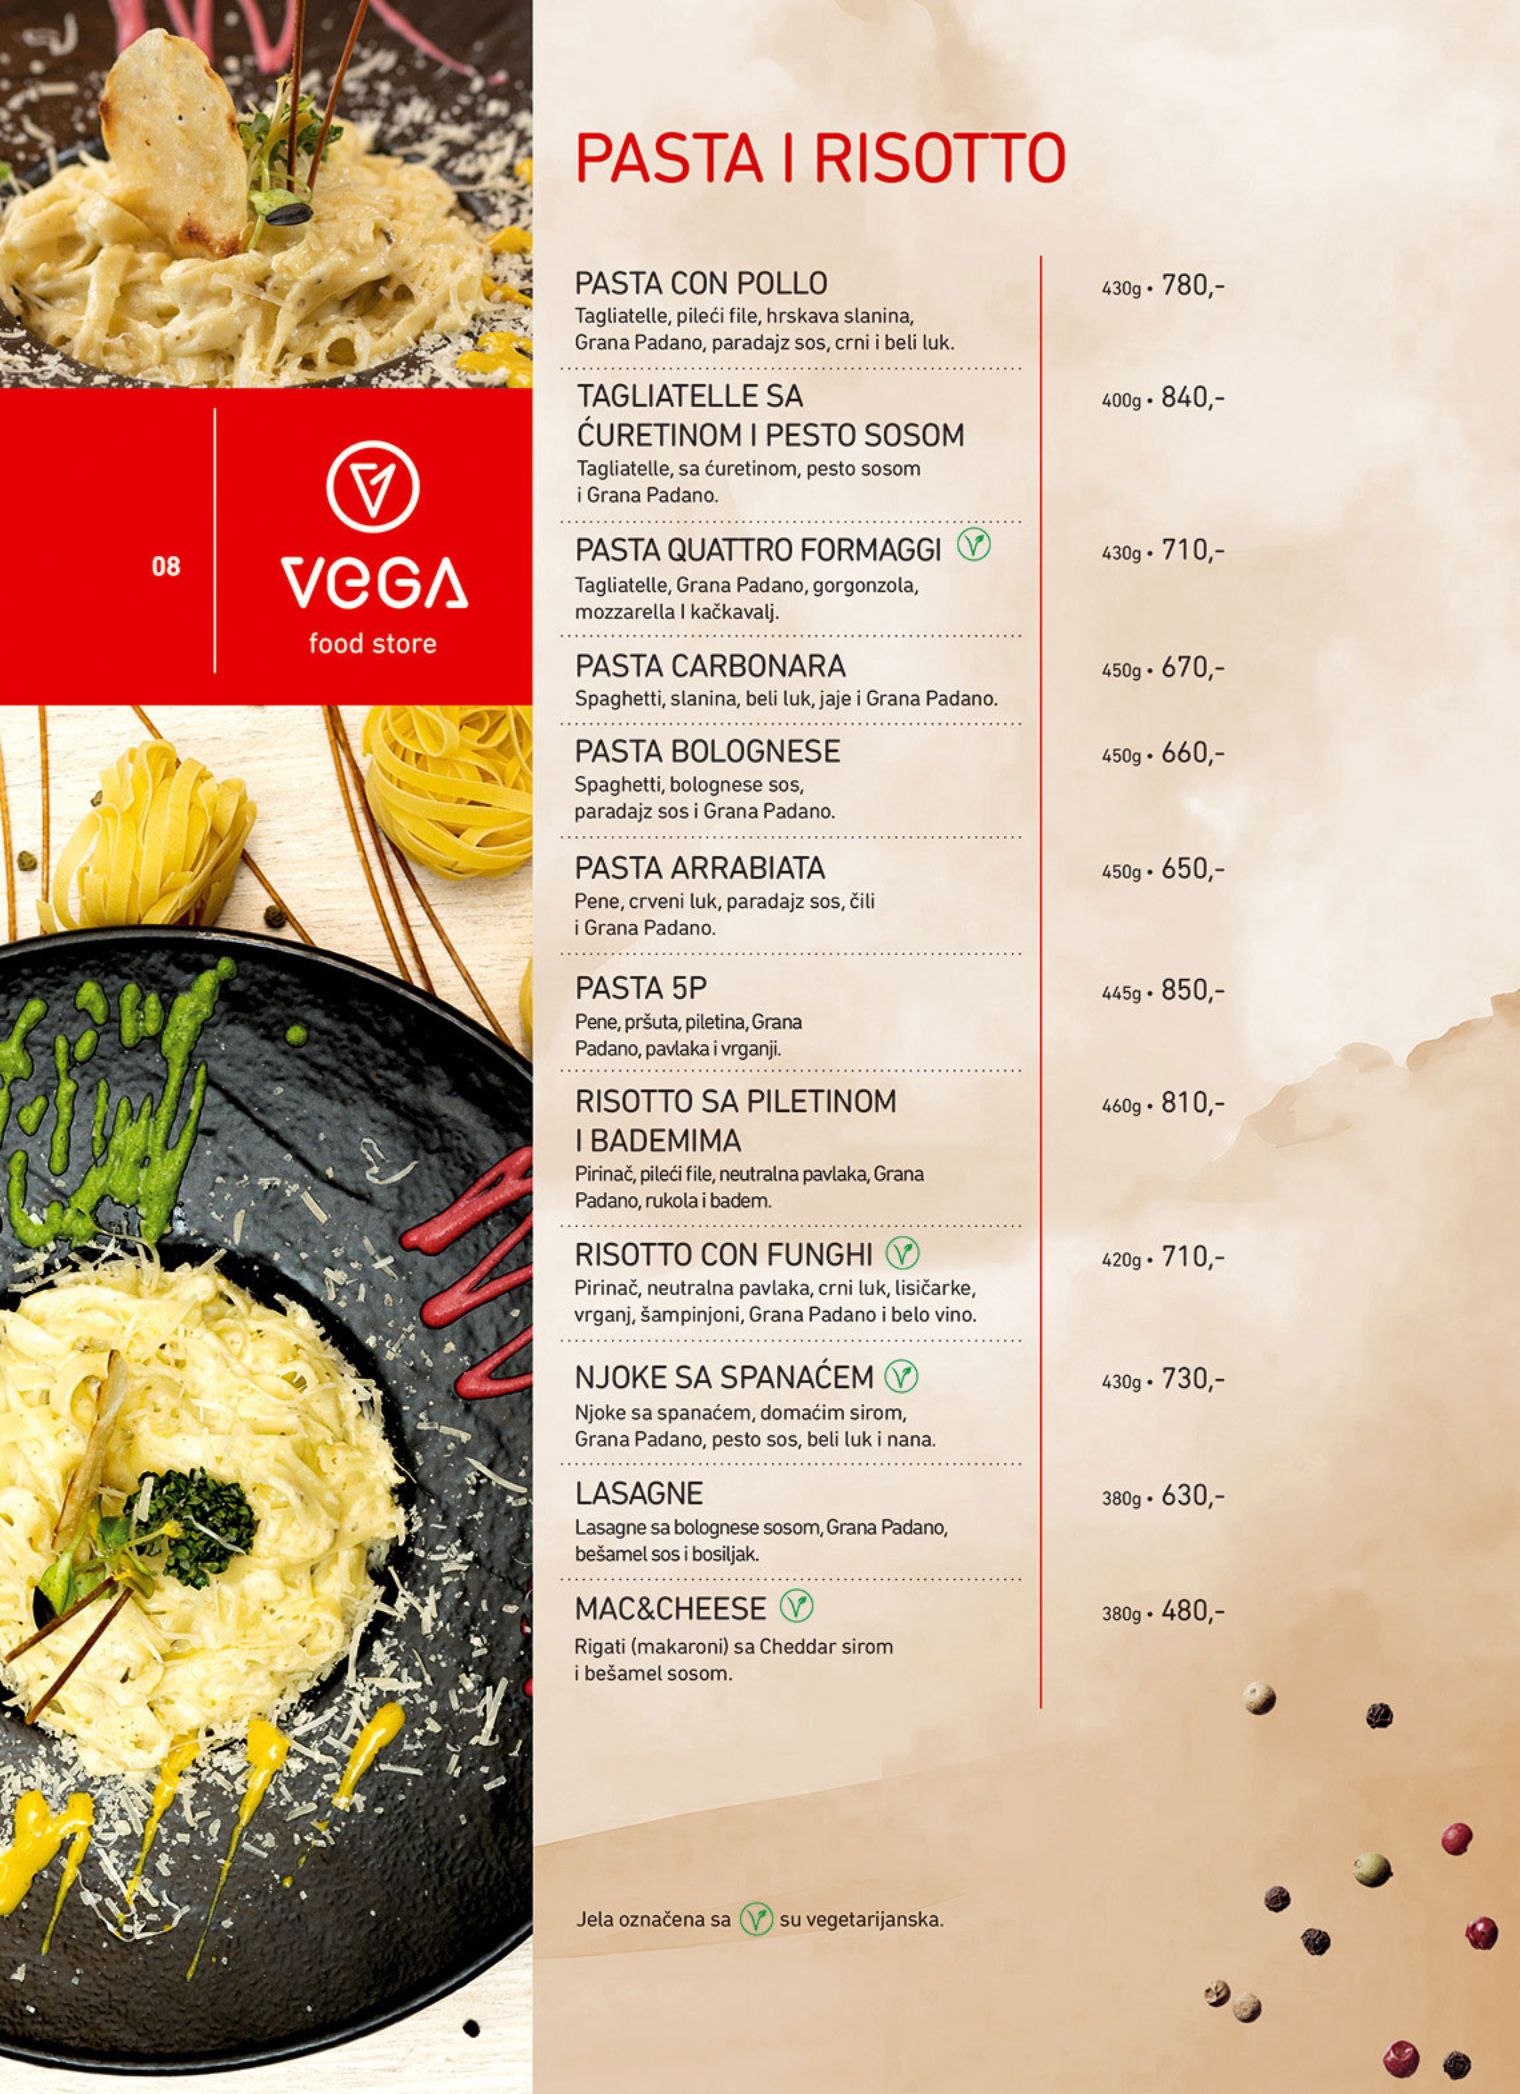 PASTA I RISOTTO
PASTA CON POLLO
430g • 780,-
Tagliatelle, pileći file, hrskava slanina,
Grana Padano, paradajz sos, crni i beli luk.
TAGLIATELLE SA
400g • 840,-
ĆURETINOM I PESTO SOSOM
Tagliatelle, sa ćuretinom, pesto sosom
i Grana Padano.
PASTA QUATTRO FORMAGGI
430g • 710,-
Tagliatelle, Grana Padano, gorgonzola,
mozzarella I kačkavalj.
PASTA CARBONARA
450g • 670,-
Spaghetti, slanina, beli luk, jaje i Grana Padano.
PASTA BOLOGNESE
450g • 660,-
Spaghetti, bolognese sos,
paradajz sos i Grana Padano.
PASTA ARRABIATA
450g • 650,-
Pene, crveni luk, paradajz sos, čili
i Grana Padano.
PASTA 5P
445g • 850,-
Pene, pršuta, piletina, Grana
Padano, pavlaka i vrganji.
RISOTTO SA PILETINOM
460g • 810,-
I BADEMIMA
Pirinač, pileći file, neutralna pavlaka, Grana
Padano, rukola i badem.
RISOTTO CON FUNGHI
420g • 710,-
Pirinač, neutralna pavlaka, crni luk, lisičarke,
vrganj, šampinjoni, Grana Padano i belo vino.
NJOKE SA SPANAĆEM
430g • 730,-
Njoke sa spanaćem, domaćim sirom,
Grana Padano, pesto sos, beli luk i nana.
LASAGNE
380g • 630,-
Lasagne sa bolognese sosom, Grana Padano,
bešamel sos i bosiljak.
MAC&CHEESE
380g • 480,-
Rigati (makaroni) sa Cheddar sirom
i bešamel sosom.
Jela označena sa V su vegetarijanska.
08
VEGA
food store